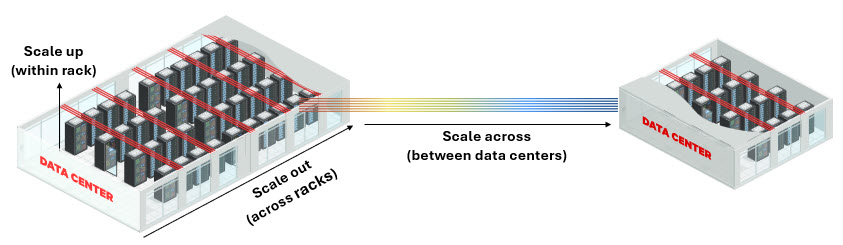 Scale up
(within rack)
DATA CENTER
Scale out
(across racks)
Scale across
(between data centers)
DATA CENTER